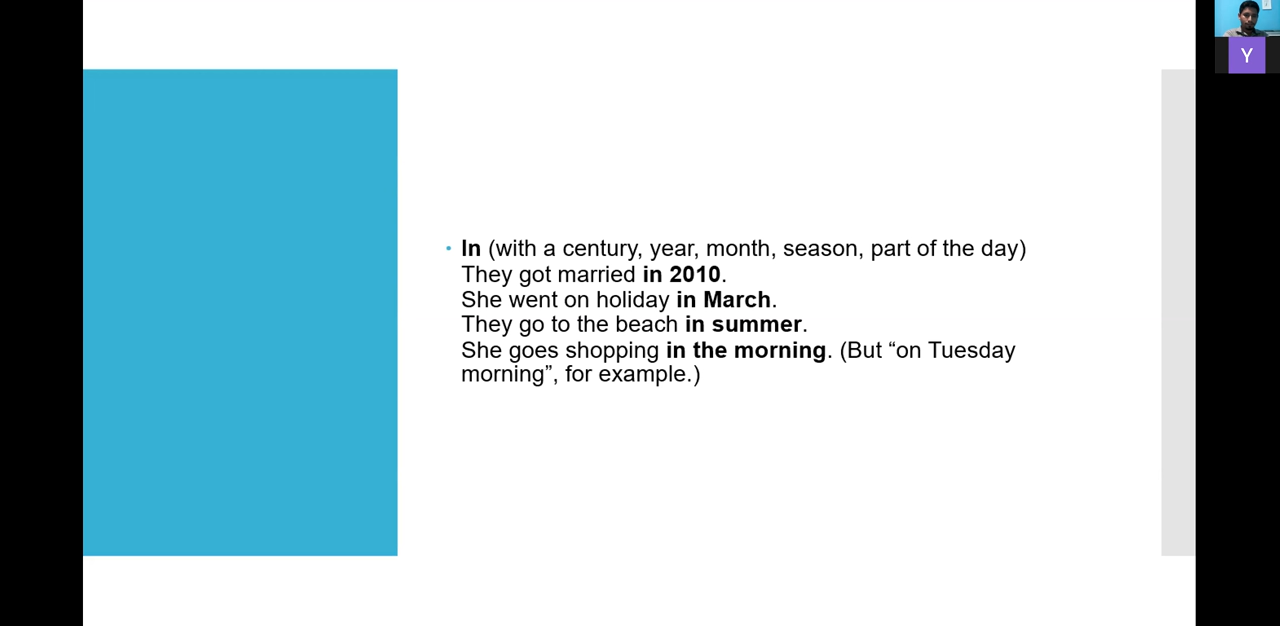 • In (with a century, year, month, season, part of the day)
They got married in 2010.
She went on holiday in March.
They go to the beach in summer.
She goes shopping in the morning. (But “on Tuesday
morning”, for example.)
Y